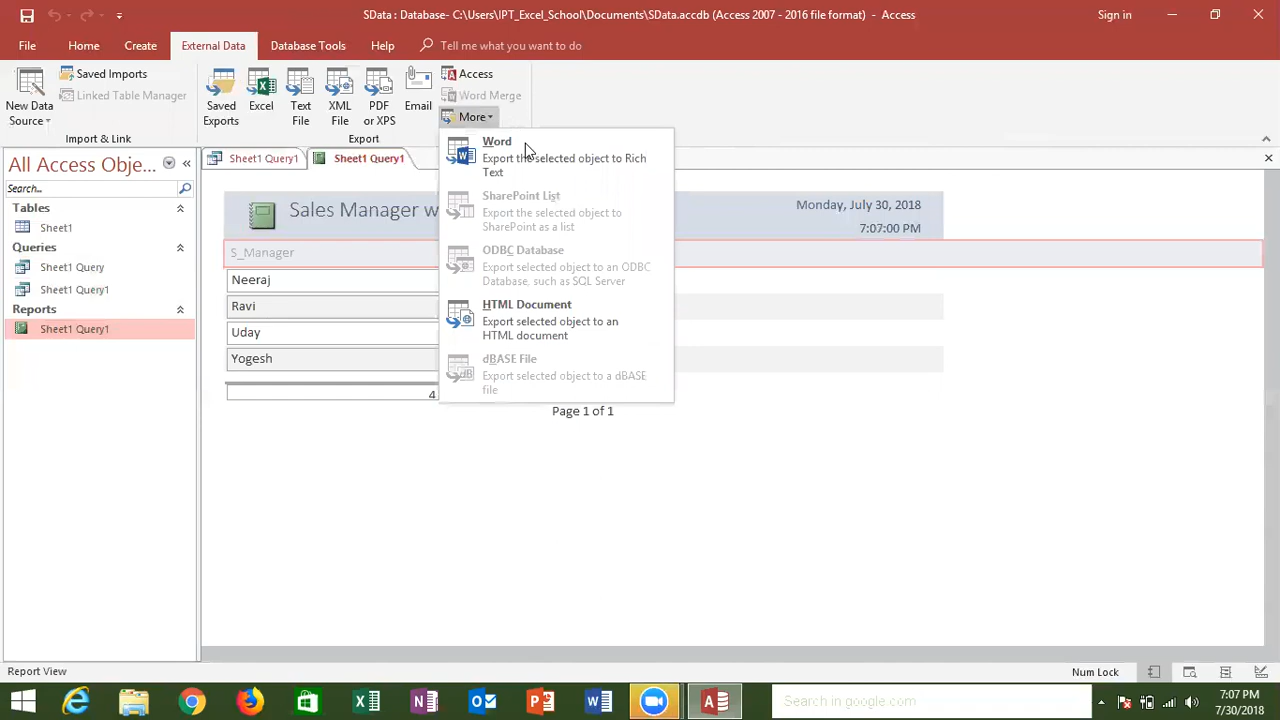 SData : Database- C:\Users\IPT_Excel_School\Documents\SData.accdb (Access 2007 - 2016 file format) - Access
Sign in
File
Home
Create
External Data
Database Tools
Help
Tell me what you want to do
New Data
Source
Saved Imports
Linked Table Manager
Import & Link
Saved
Exports
Excel
Text
File
XML
File
PDF
or XPS
Email
Access
Word Merge
More
Export
All Access Obje...
Search...
Tables
Sheet1
Queries
Sheet1 Query
Sheet1 Query1
Reports
Sheet1 Query1
Sheet1 Query1
Sheet1 Query1
Sales Manager w
Monday, July 30, 2018
7:07:00 PM
S_Manager
Neeraj
Ravi
Uday
Yogesh
4
Page 1 of 1
Word
Export the selected object to Rich
Text
SharePoint List
Export the selected object to
SharePoint as a list
ODBC Database
Export selected object to an ODBC
Database, such as SQL Server
HTML Document
Export selected object to an
HTML document
dBASE File
Export selected object to a dBASE
file
Report View
Num Lock
Search in google.com
7:07 PM
7/30/2018